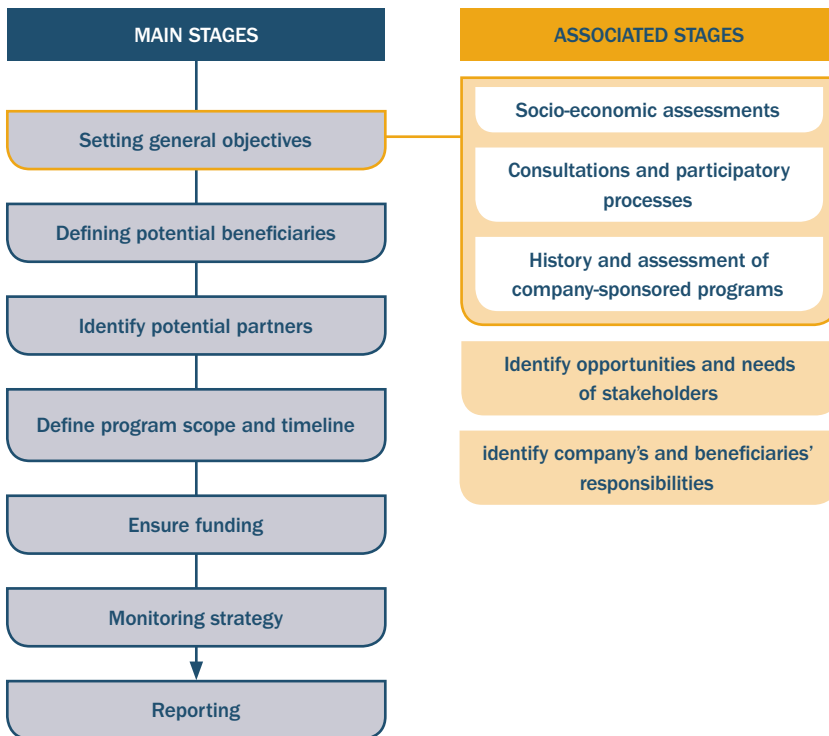 MAIN STAGES
Setting general objectives
Defining potential beneficiaries
Identify potential partners
Define program scope and timeline
Ensure funding
Monitoring strategy
Reporting
ASSOCIATED STAGES
Socio-economic assessments
Consultations and participatory
processes
History and assessment of
company-sponsored programs
Identify opportunities and needs
of stakeholders
identify company’s and beneficiaries’
responsibilities